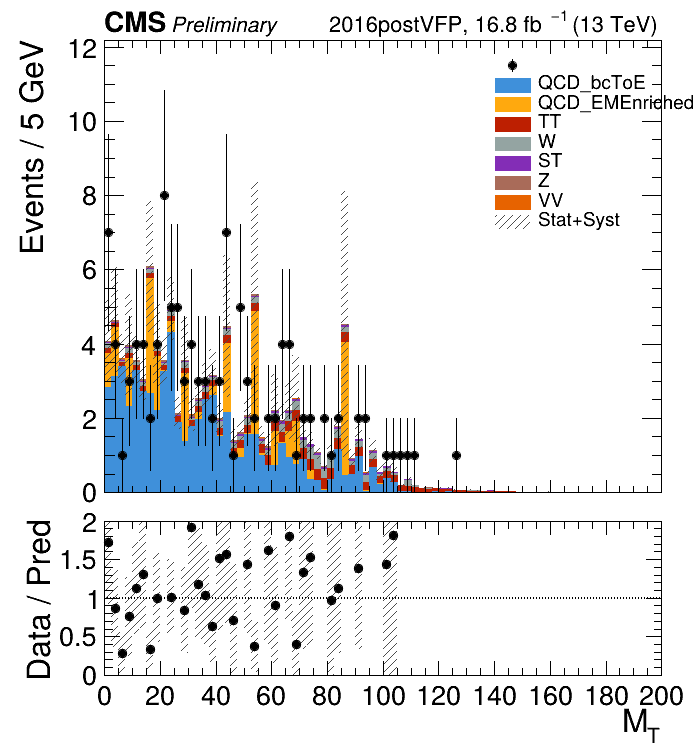 CMS Preliminary 2016postVFP, 16.8 fb⁻¹ (13 TeV)
Events / 5 GeV
12
10
8
6
4
2
0
QCD_bcToE
QCD_EMEnriched
TT
W
ST
Z
VV
Stat+Syst
Data / Pred
2
1.5
1
0.5
0
0 20 40 60 80 100 120 140 160 180 200
M_T